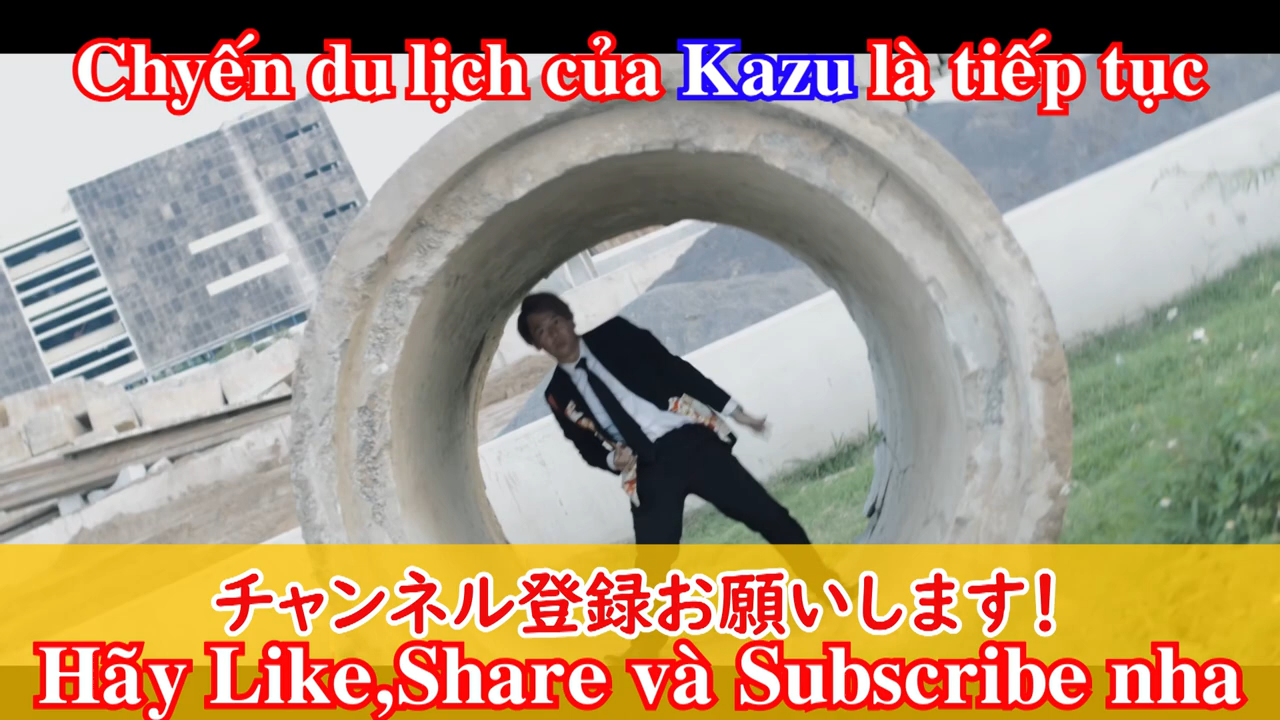 Chyến du lịch của Kazu là tiếp tục
チャンネル登録お願いします!
Hãy Like,Share và Subscribe nha